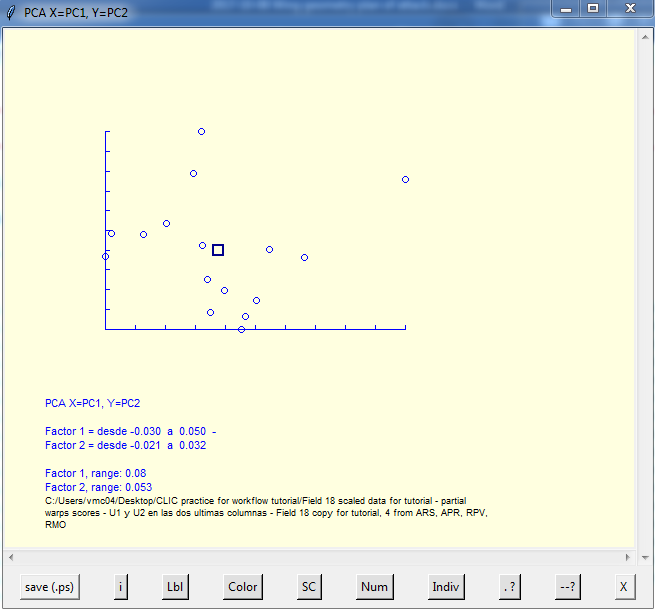 PCA X=PC1, Y=PC2
PCA X=PC1, Y=PC2
Factor 1 = desde -0.030 a 0.050 -
Factor 2 = desde -0.021 a 0.032
Factor 1, range: 0.08
Factor 2, range: 0.053
C:/Users/vmc04/Desktop/CLIC practice for workflow tutorial/Field 18 scaled data for tutorial - partial
warps scores - U1 y U2 en las dos ultimas columnas - Field 18 copy for tutorial, 4 from ARS, APR, RPV,
RMO
save (.ps) i Lbl Color SC Num Indiv . ? --? X